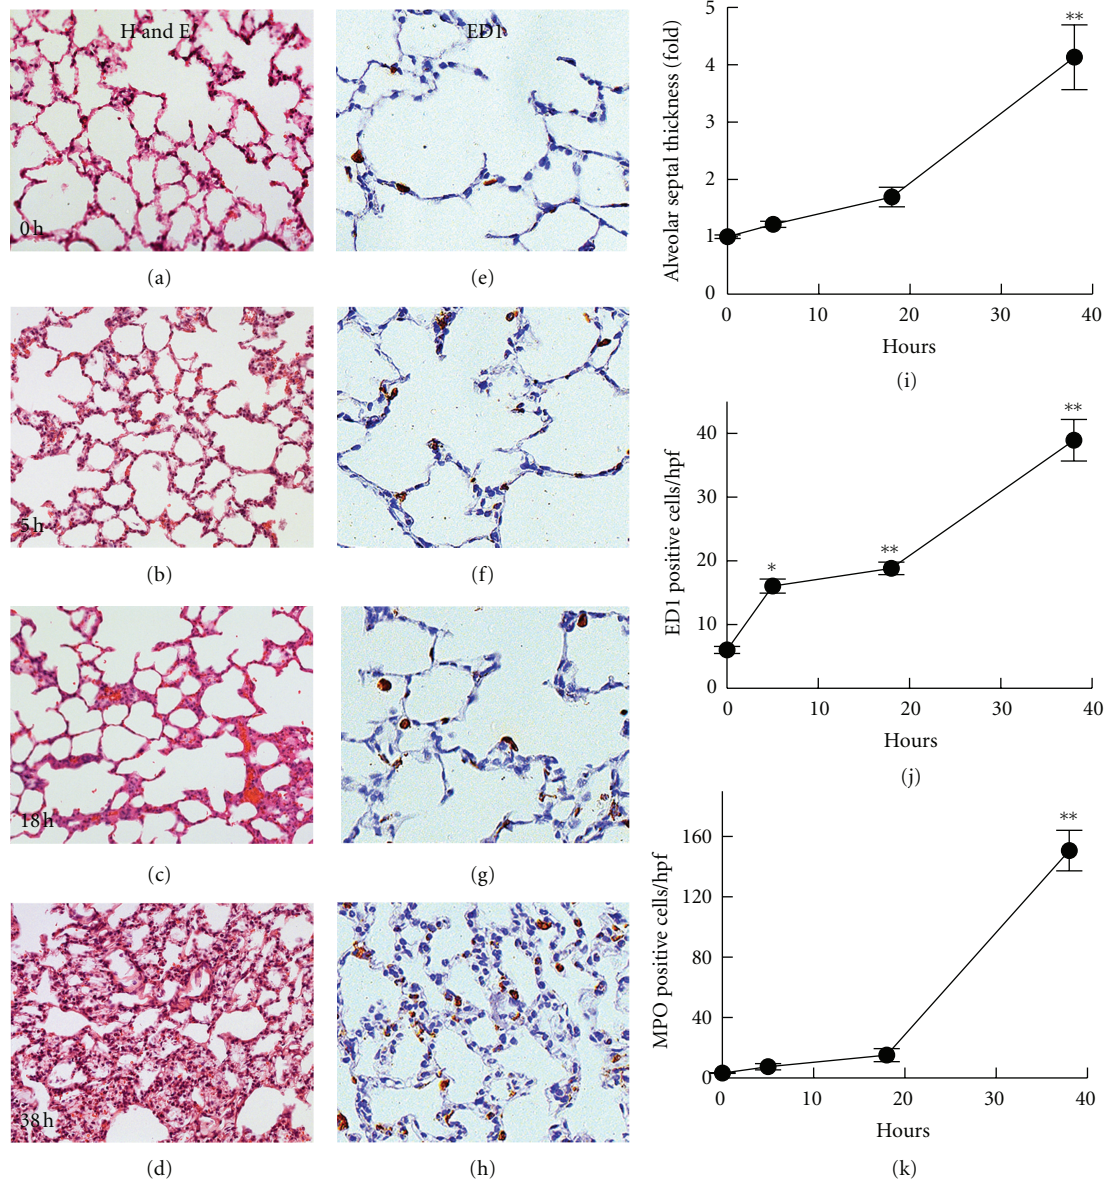 H and E
ED1
0 h
(a)
(e)
5 h
(b)
(f)
18 h
(c)
(g)
38 h
(d)
(h)
Alveolar septal thickness (fold)
5
4
3
2
1
0
**
0 10 20 30 40
Hours
(i)
ED1 positive cells/hpf
40
30
20
10
0
*
**
**
0 10 20 30 40
Hours
(j)
MPO positive cells/hpf
160
120
80
40
0
**
0 10 20 30 40
Hours
(k)